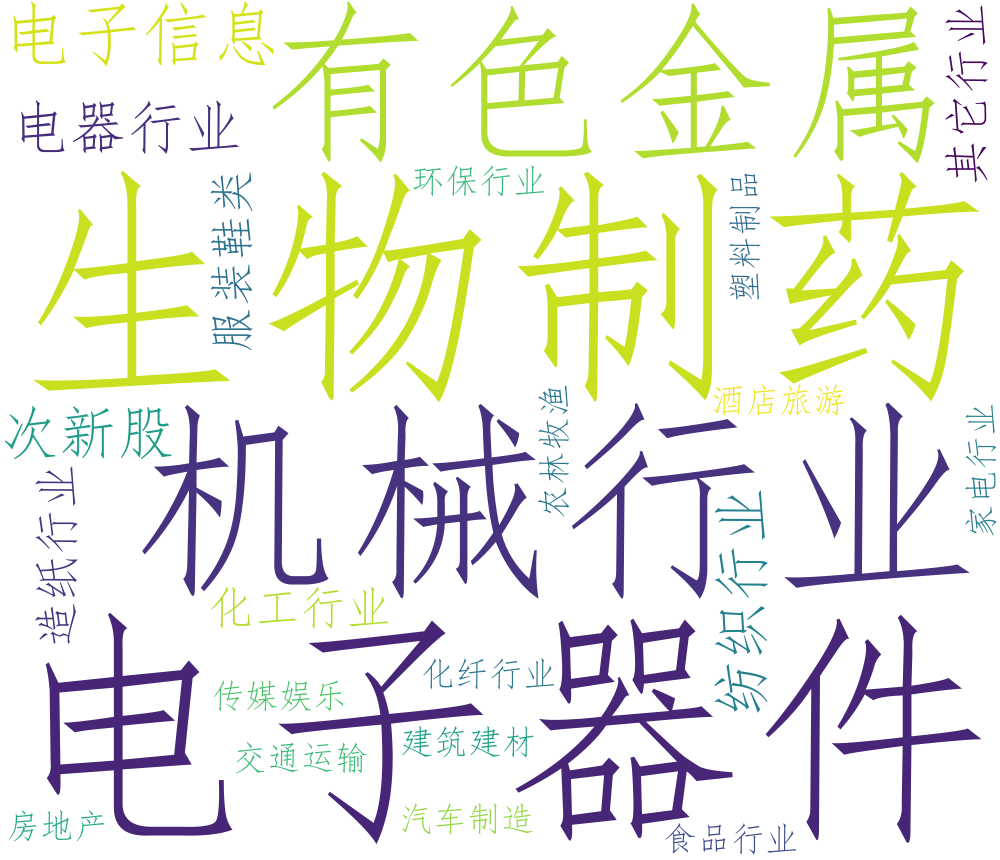 电子信息
有色金属
其它行业
电器行业
环保行业
生物制药
服装鞋类
塑料制品
酒店旅游
农林牧渔
次新股
机械行业
家电行业
造纸行业
纺织行业
化工行业
电子器件
化纤行业
传媒娱乐
建筑建材
交通运输
房地产
汽车制造
食品行业